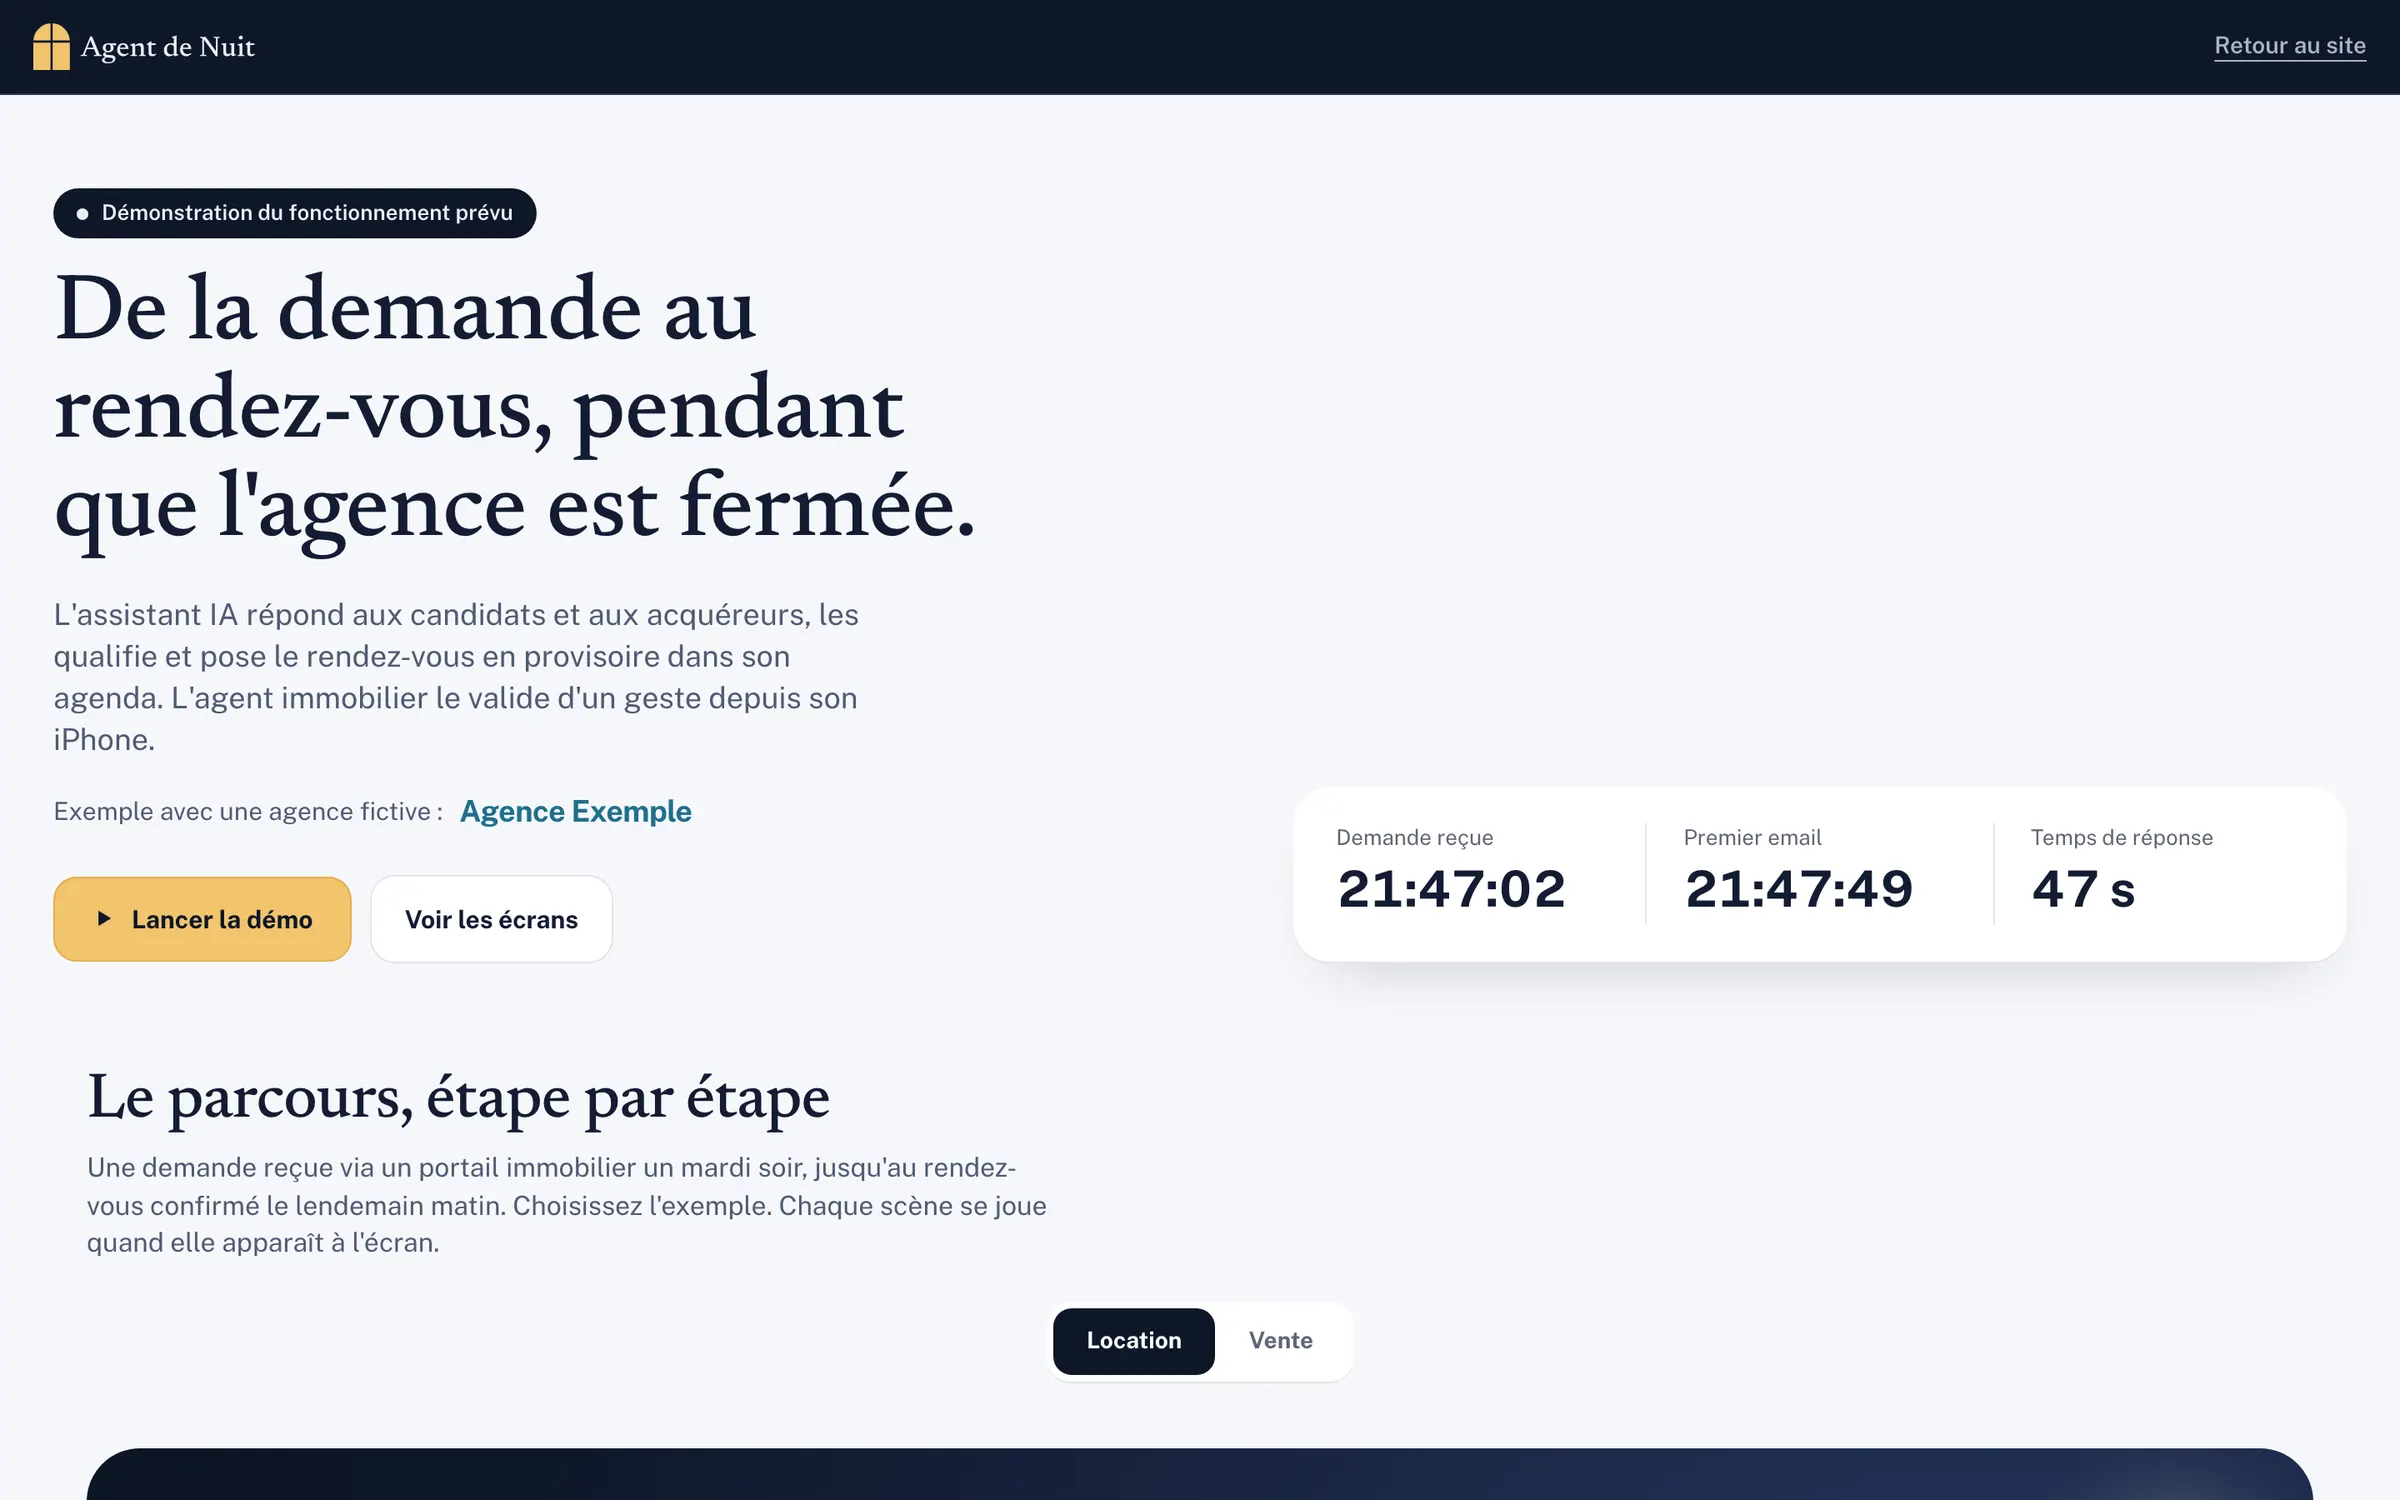 Agent de Nuit
Retour au site
Démonstration du fonctionnement prévu
De la demande au
rendez-vous, pendant
que l'agence est fermée.
L'assistant IA répond aux candidats et aux acquéreurs, les
qualifie et pose le rendez-vous en provisoire dans son
agenda. L'agent immobilier le valide d'un geste depuis son
iPhone.
Exemple avec une agence fictive : Agence Exemple
Lancer la démo
Voir les écrans
Demande reçue
21:47:02
Premier email
21:47:49
Temps de réponse
47 s
Le parcours, étape par étape
Une demande reçue via un portail immobilier un mardi soir, jusqu'au rendez-
vous confirmé le lendemain matin. Choisissez l'exemple. Chaque scène se joue
quand elle apparaît à l'écran.
Location
Vente